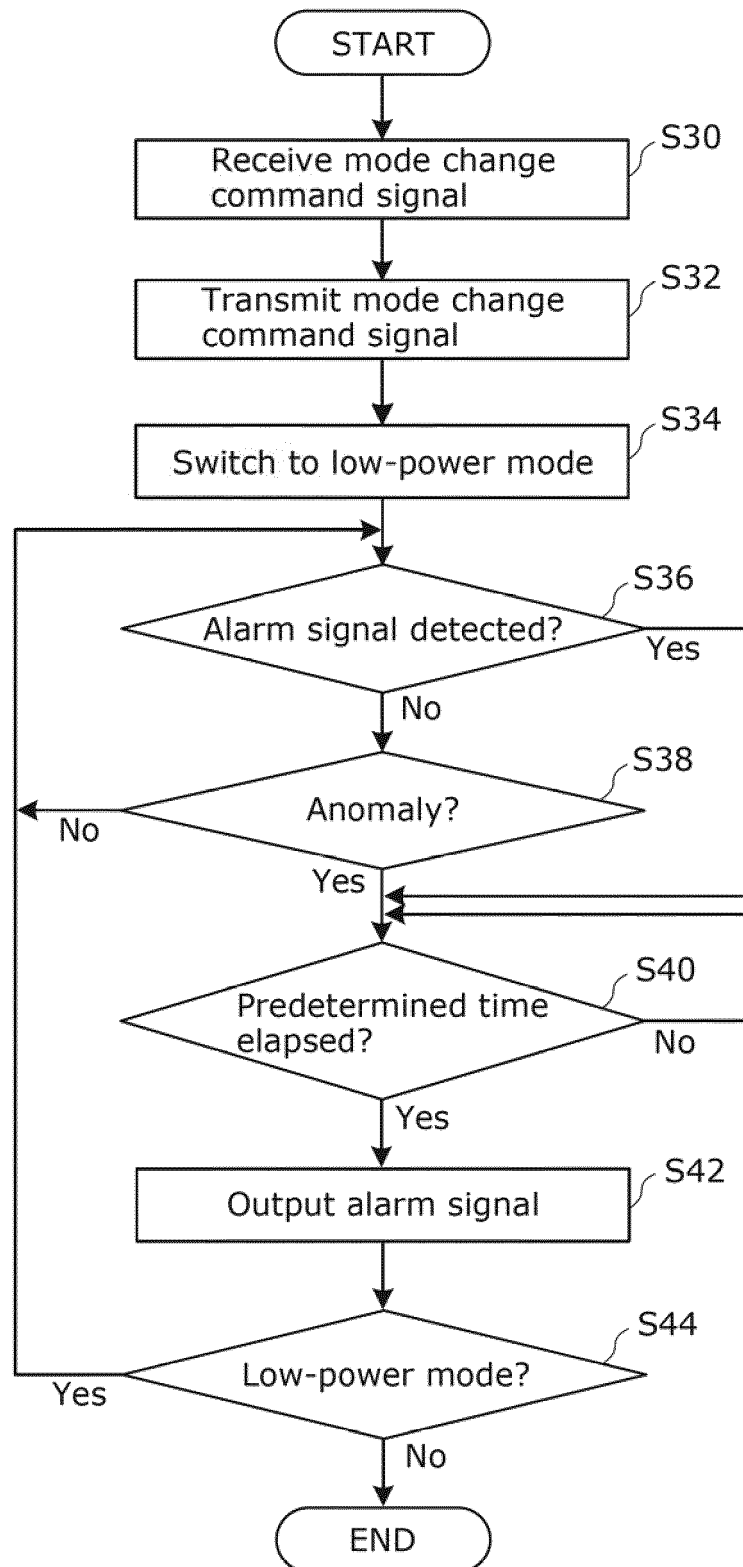 START
S30
Receive mode change
command signal
S32
Transmit mode change
command signal
S34
Switch to low-power mode
S36
Alarm signal detected?
Yes
No
S38
Anomaly?
No
Yes
S40
Predetermined time
elapsed?
No
Yes
S42
Output alarm signal
S44
Low-power mode?
Yes
No
END